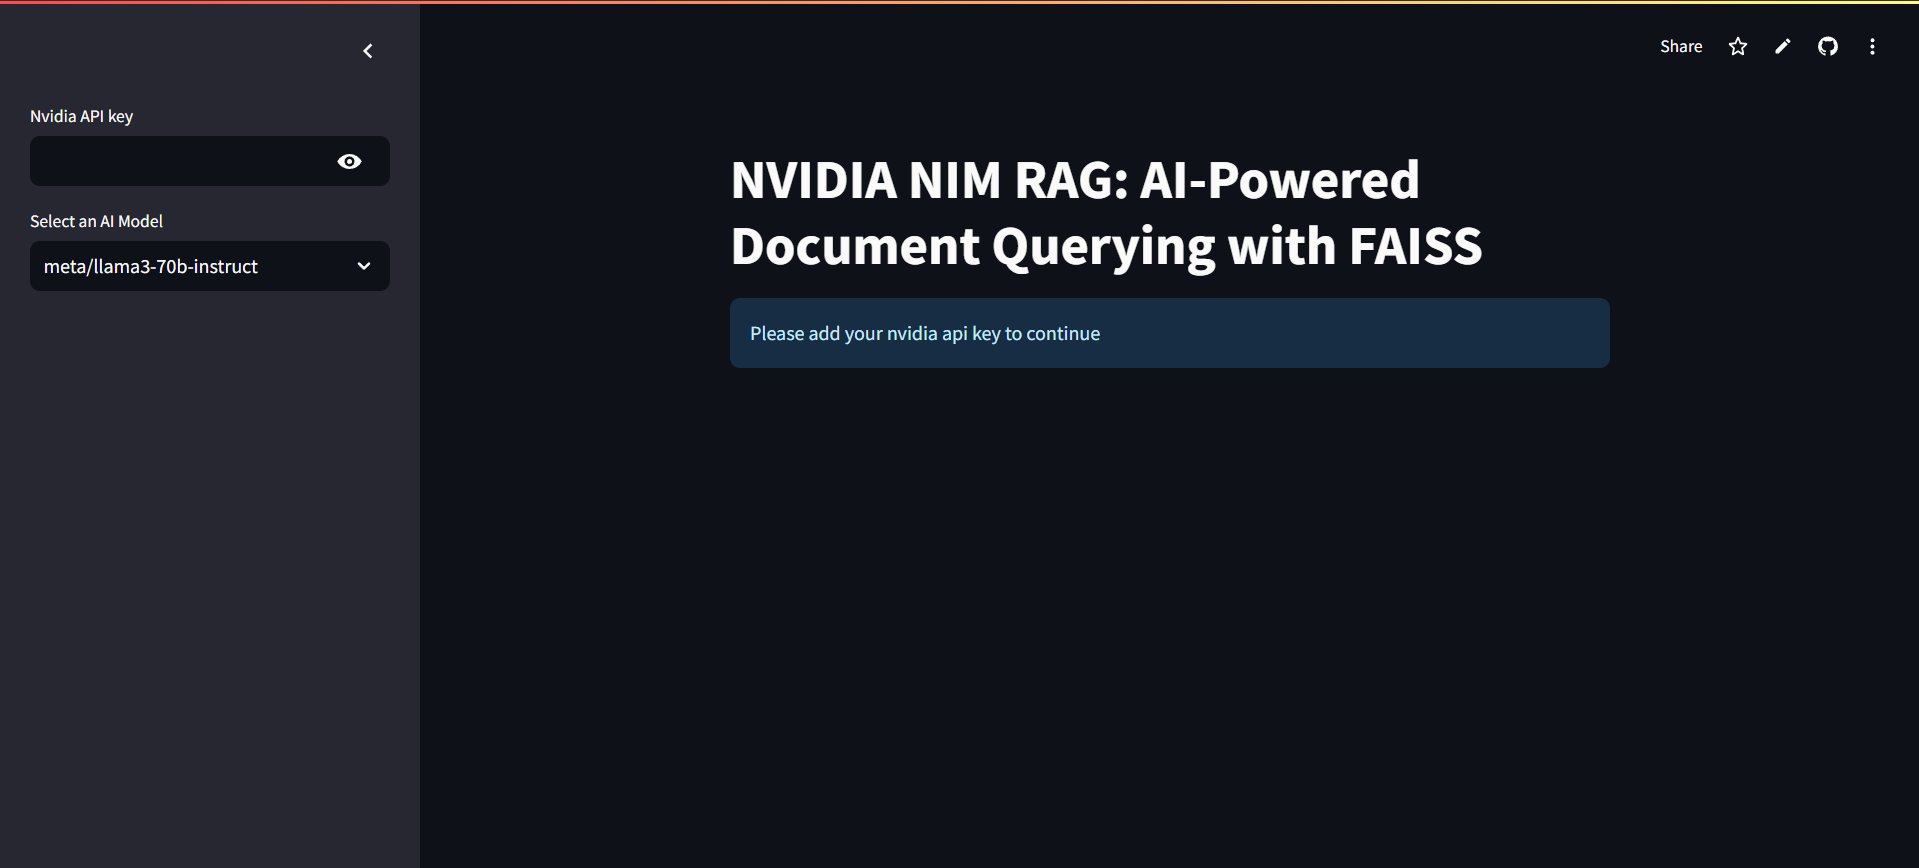 Share
Nvidia API key
Select an AI Model
meta/llama3-70b-instruct
NVIDIA NIM RAG: AI-Powered
Document Querying with FAISS
Please add your nvidia api key to continue